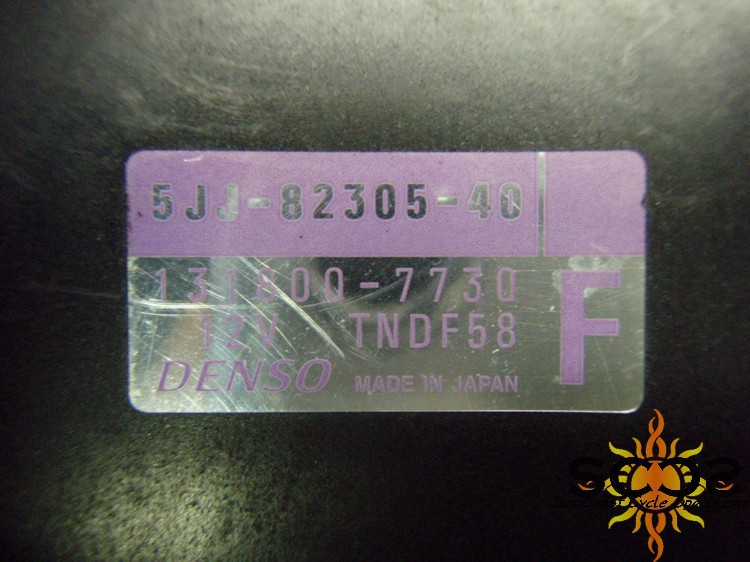 5JJ-82305-40
131800-7730
12V TNDF58
F
DENSO MADE IN JAPAN